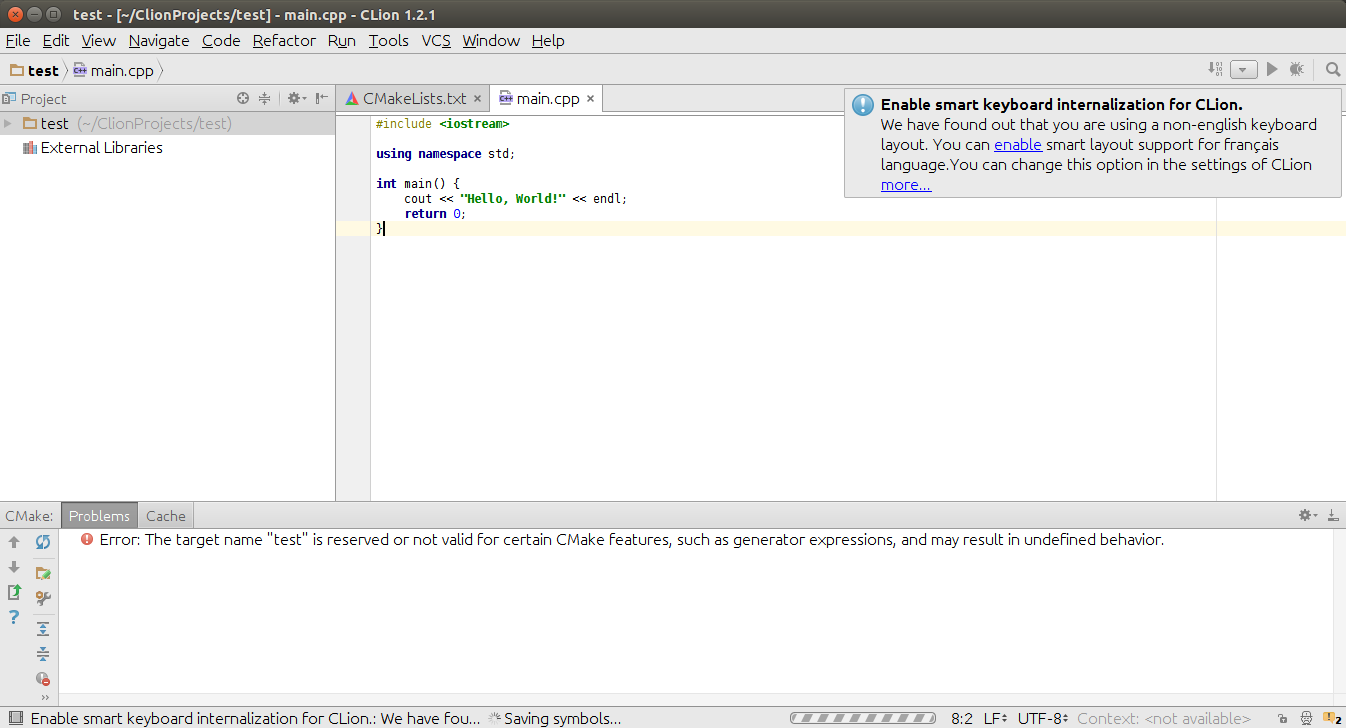 test - [~/ClionProjects/test] - main.cpp - CLion 1.2.1
File Edit View Navigate Code Refactor Run Tools VCS Window Help
test main.cpp
Project
CMakeLists.txt main.cpp
test (~/ClionProjects/test)
External Libraries
#include <iostream>
using namespace std;
int main() {
cout << "Hello, World!" << endl;
return 0;
}
Enable smart keyboard internalization for CLion.
We have found out that you are using a non-english keyboard
layout. You can enable smart layout support for français
language.You can change this option in the settings of CLion
more...
CMake: Problems Cache
Error: The target name "test" is reserved or not valid for certain CMake features, such as generator expressions, and may result in undefined behavior.
Enable smart keyboard internalization for CLion.: We have fou... Saving symbols... 8:2 LF UTF-8 Context: <not available> 2